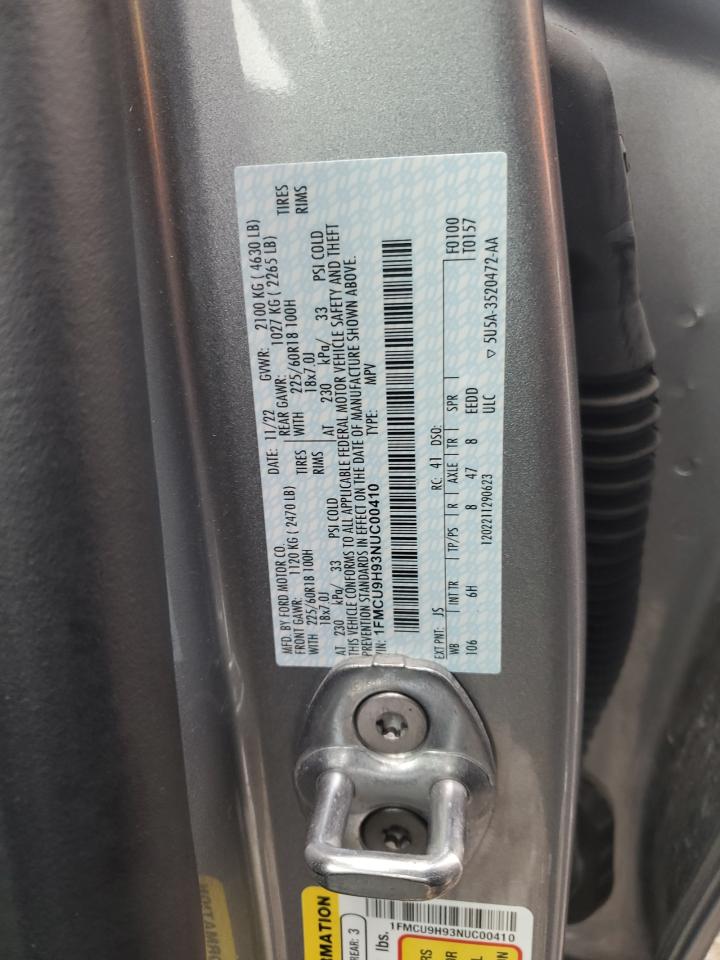 MFD. BY FORD MOTOR CO. DATE: 11/22 GVWR: 2100 KG ( 4630 LB)
FRONT GAWR: 1120 KG ( 2470 LB) REAR GAWR: 1027 KG ( 2265 LB)
WITH 225/60R18 100H TIRES WITH 225/60R18 100H TIRES
18x7.0J RIMS 18x7.0J RIMS
AT 230 kPa/ 33 PSI COLD AT 230 kPa/ 33 PSI COLD
THIS VEHICLE CONFORMS TO ALL APPLICABLE FEDERAL MOTOR VEHICLE SAFETY AND THEFT
PREVENTION STANDARDS IN EFFECT ON THE DATE OF MANUFACTURE SHOWN ABOVE.
VIN: 1FMCU9H93NUC00410 TYPE: MPV
EXT PNT: JS RC: 41 DSO: F0100
WB INT TR TP/PS R AXLE TR SPR T0157
106 6H 8 47 8 EEDD
1202211290623 ULC ▽ 5U5A-3520472-AA
REAR: 3
lbs.
1FMCU9H93NUC00410